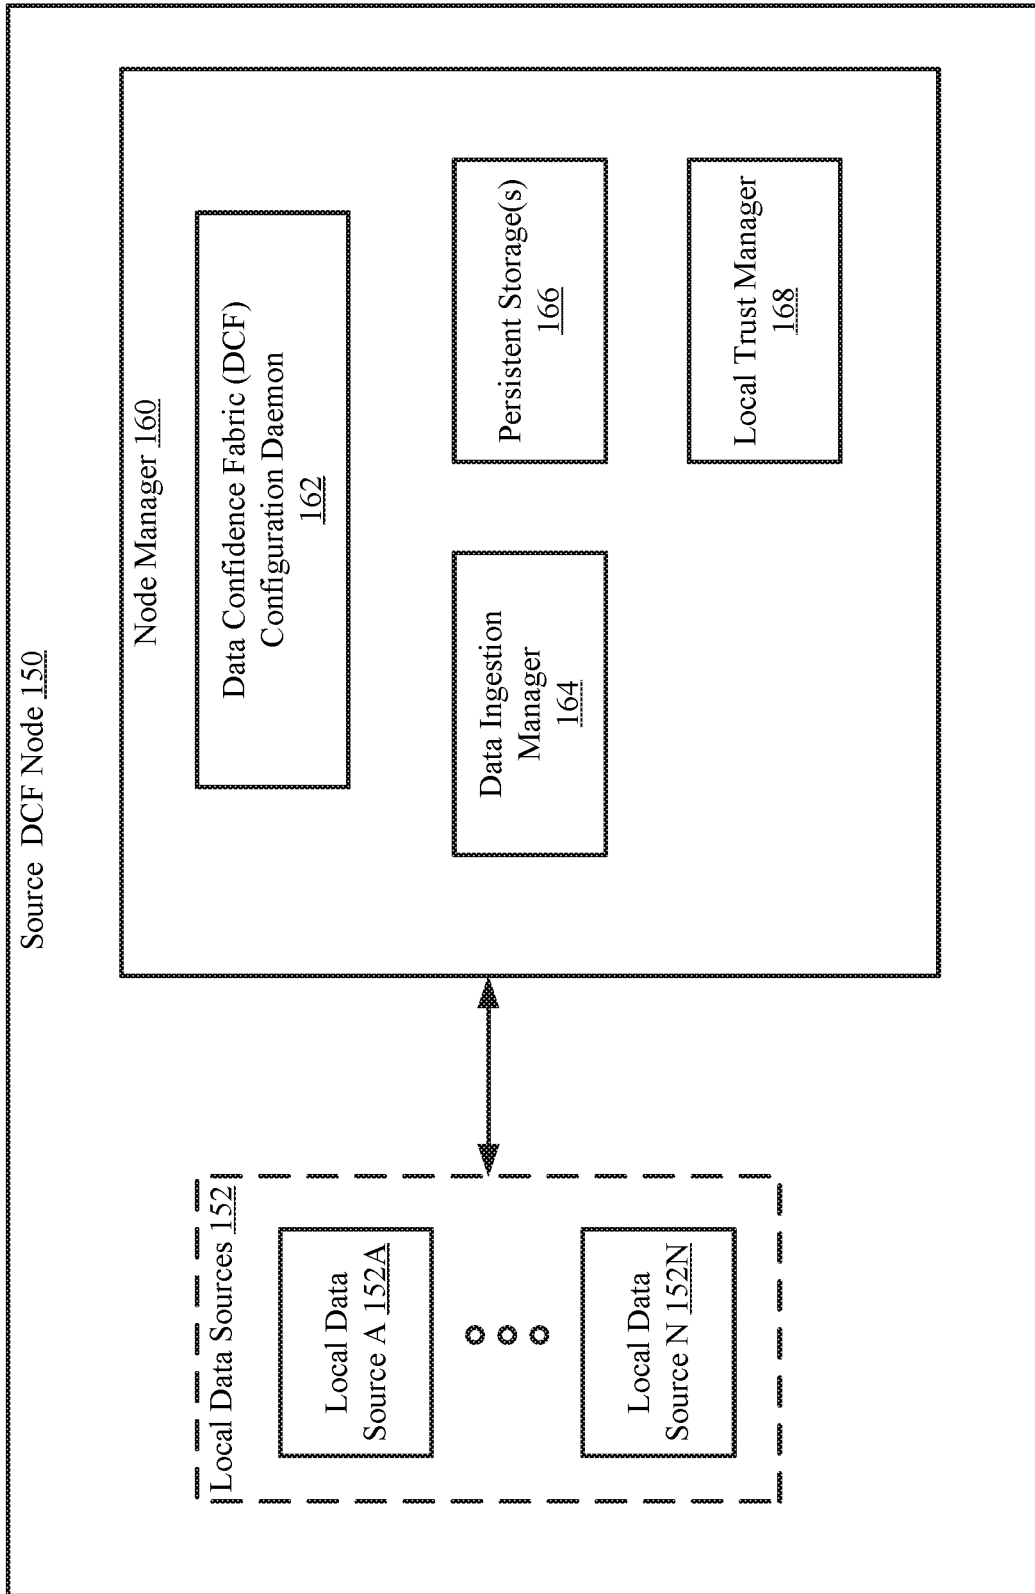 Source DCF Node 150
Local Data Sources 152
Local Data
Source A 152A
Local Data
Source N 152N
Node Manager 160
Data Confidence Fabric (DCF)
Configuration Daemon
162
Data Ingestion
Manager
164
Persistent Storage(s)
166
Local Trust Manager
168